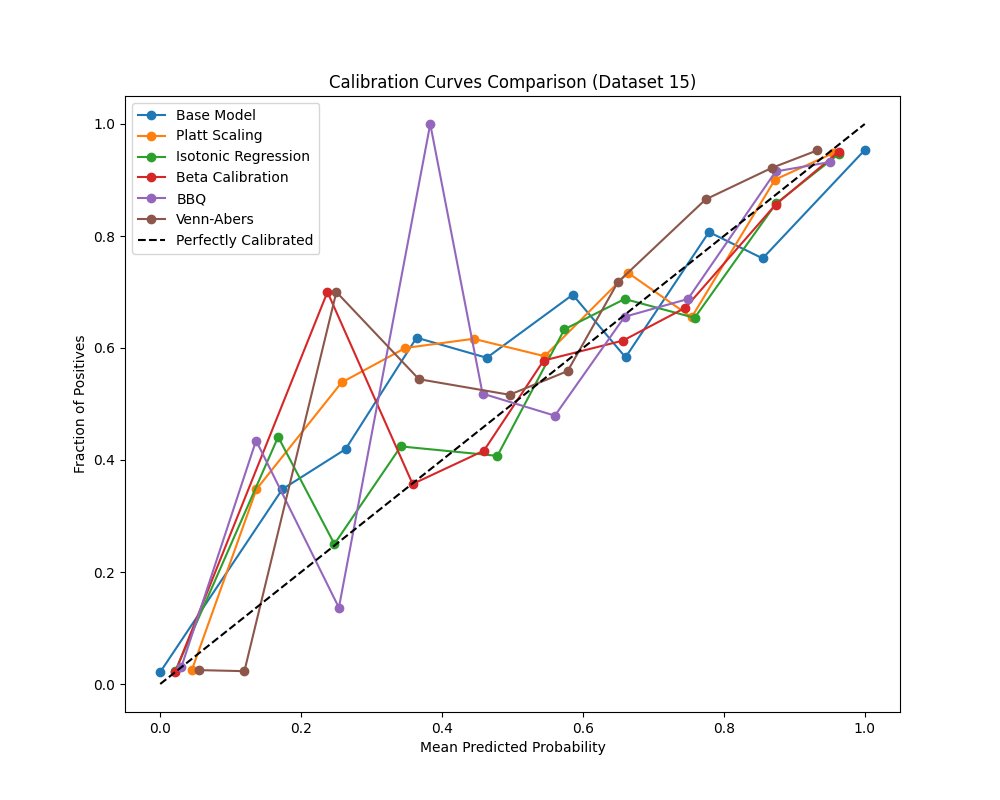 Calibration Curves Comparison (Dataset 15)
Base Model
Platt Scaling
Isotonic Regression
Beta Calibration
BBQ
Venn-Abers
Perfectly Calibrated
Fraction of Positives
1.0
0.8
0.6
0.4
0.2
0.0
0.0 0.2 0.4 0.6 0.8 1.0
Mean Predicted Probability